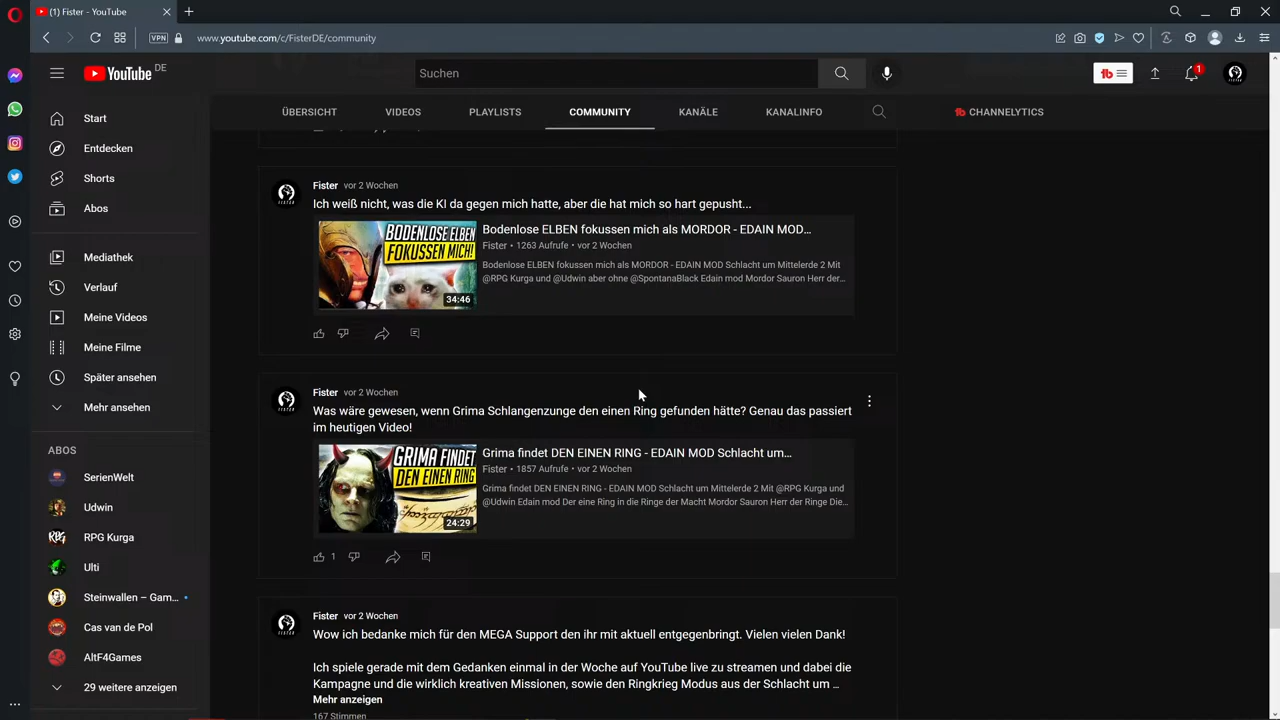 (1) Fister - YouTube
VPN
www.youtube.com/c/FisterDE/community
YouTube DE
Suchen
tb
1
ÜBERSICHT
VIDEOS
PLAYLISTS
COMMUNITY
KANÄLE
KANALINFO
tb CHANNELYTICS
Start
Entdecken
Shorts
Abos
Mediathek
Verlauf
Meine Videos
Meine Filme
Später ansehen
Mehr ansehen
ABOS
SerienWelt
Udwin
RPG Kurga
Ulti
Steinwallen – Gam...
Cas van de Pol
AltF4Games
29 weitere anzeigen
Fister vor 2 Wochen
Ich weiß nicht, was die KI da gegen mich hatte, aber die hat mich so hart gepusht...
BODENLOSE ELBEN
FOKUSSEN MICH!
34:46
Bodenlose ELBEN fokussen mich als MORDOR - EDAIN MOD...
Fister • 1263 Aufrufe • vor 2 Wochen
Bodenlose ELBEN fokussen mich als MORDOR - EDAIN MOD Schlacht um Mittelerde 2 Mit
@RPG Kurga und @Udwin aber ohne @SpontanaBlack Edain mod Mordor Sauron Herr der...
Fister vor 2 Wochen
Was wäre gewesen, wenn Grima Schlangenzunge den einen Ring gefunden hätte? Genau das passiert
im heutigen Video!
GRIMA FINDET
DEN EINEN RING
24:29
Grima findet DEN EINEN RING - EDAIN MOD Schlacht um...
Fister • 1857 Aufrufe • vor 2 Wochen
Grima findet DEN EINEN RING - EDAIN MOD Schlacht um Mittelerde 2 Mit @RPG Kurga und
@Udwin Edain mod Der eine Ring in die Ringe der Macht Mordor Sauron Herr der Ringe Die...
1
Fister vor 2 Wochen
Wow ich bedanke mich für den MEGA Support den ihr mit aktuell entgegenbringt. Vielen vielen Dank!
Ich spiele gerade mit dem Gedanken einmal in der Woche auf YouTube live zu streamen und dabei die
Kampagne und die wirklich kreativen Missionen, sowie den Ringkrieg Modus aus der Schlacht um ...
Mehr anzeigen
167 Stimmen